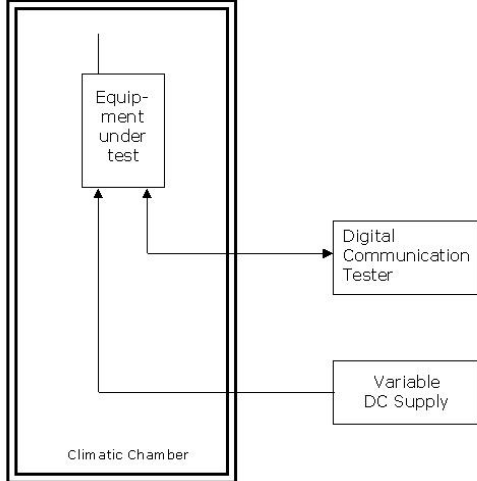 Equip-
ment
under
test
Digital
Communication
Tester
Variable
DC Supply
Climatic Chamber